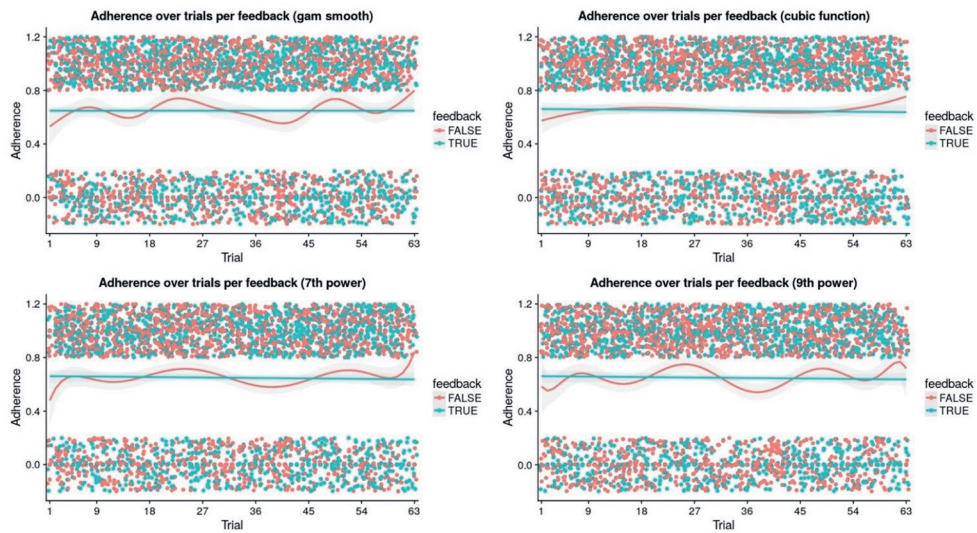 Adherence over trials per feedback (gam smooth)
1.2
0.8
0.4
0.0
Adherence
1 9 18 27 36 45 54 63
Trial
feedback
FALSE
TRUE
Adherence over trials per feedback (cubic function)
1.2
0.8
0.4
0.0
Adherence
1 9 18 27 36 45 54 63
Trial
feedback
FALSE
TRUE
Adherence over trials per feedback (7th power)
1.2
0.8
0.4
0.0
Adherence
1 9 18 27 36 45 54 63
Trial
feedback
FALSE
TRUE
Adherence over trials per feedback (9th power)
1.2
0.8
0.4
0.0
Adherence
1 9 18 27 36 45 54 63
Trial
feedback
FALSE
TRUE